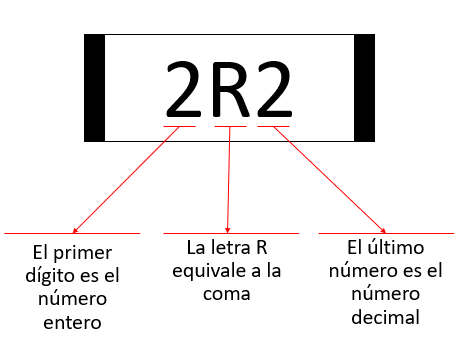 2R2
El primer
dígito es el
número
entero
La letra R
equivale a la
coma
El último
número es el
número
decimal